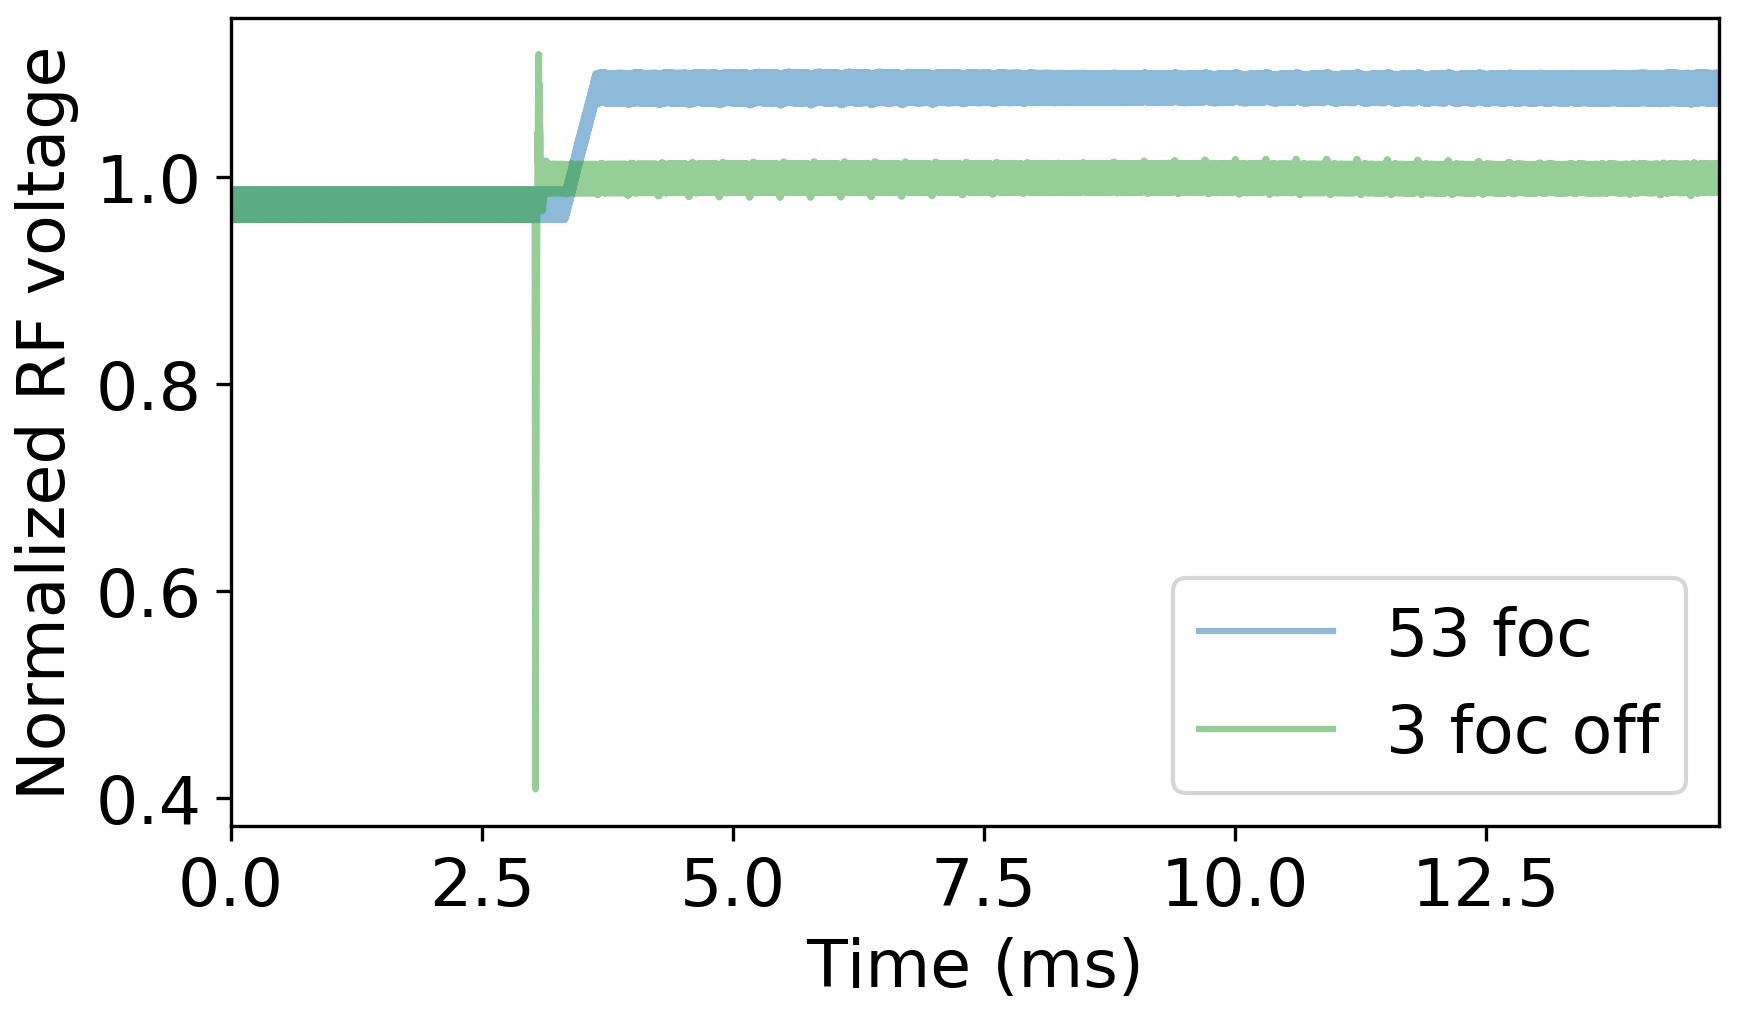 Normalized RF voltage
1.0
0.8
0.6
0.4
53 foc
3 foc off
0.0 2.5 5.0 7.5 10.0 12.5
Time (ms)